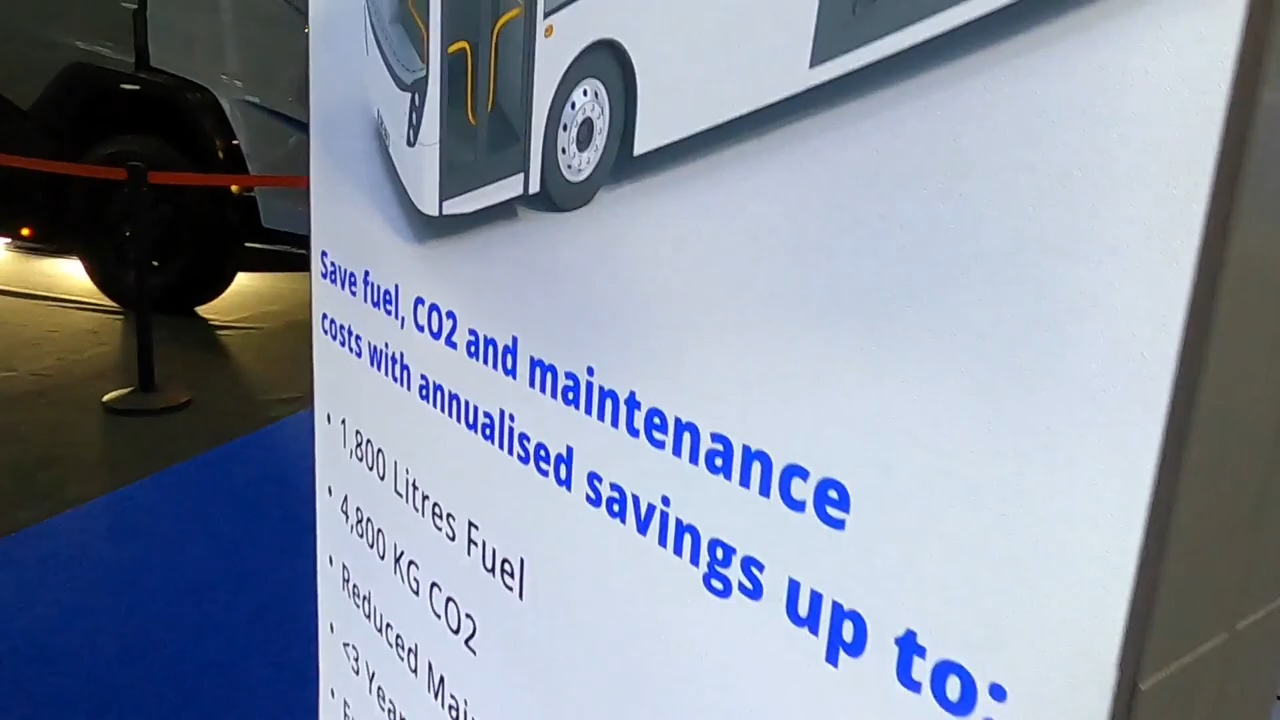 Save fuel, CO2 and maintenance
costs with annualised savings up to:
• 1,800 Litres Fuel
• 4,800 KG CO2
• Reduced
• <3